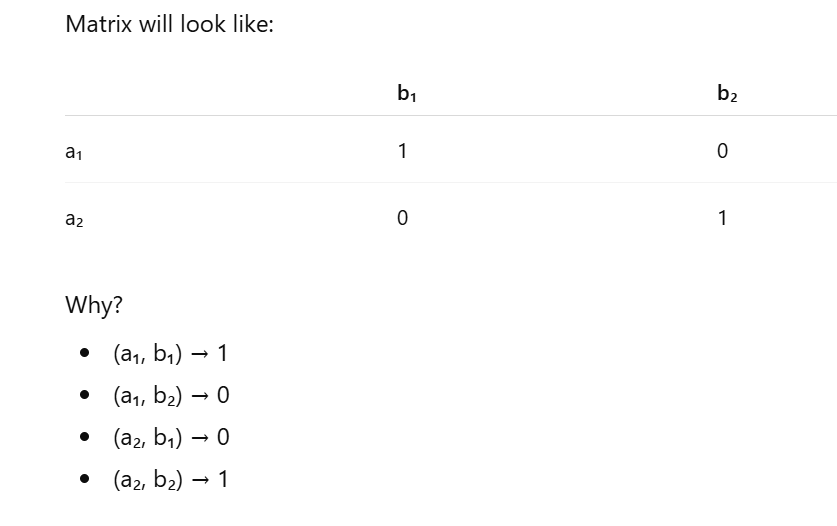 Matrix will look like:
b₁ b₂
a₁ 1 0
a₂ 0 1
Why?
• (a₁, b₁) → 1
• (a₁, b₂) → 0
• (a₂, b₁) → 0
• (a₂, b₂) → 1